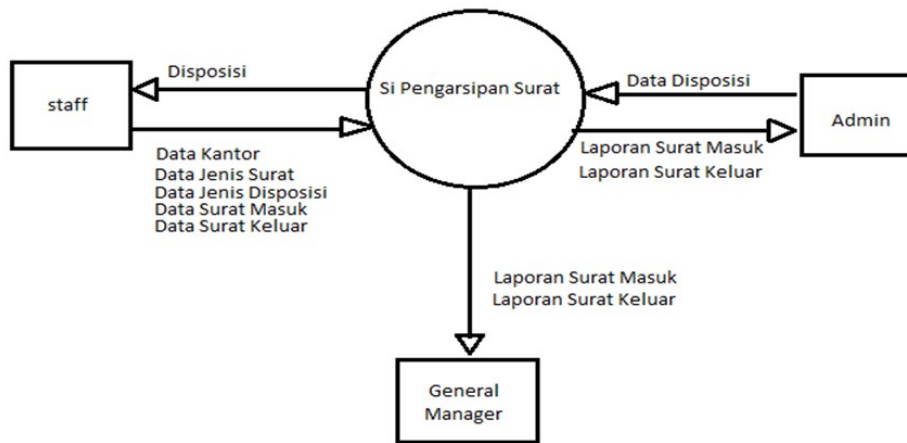 Disposisi
staff
Data Kantor
Data Jenis Surat
Data Jenis Disposisi
Data Surat Masuk
Data Surat Keluar
Si Pengarsipan Surat
Data Disposisi
Admin
Laporan Surat Masuk
Laporan Surat Keluar
Laporan Surat Masuk
Laporan Surat Keluar
General
Manager